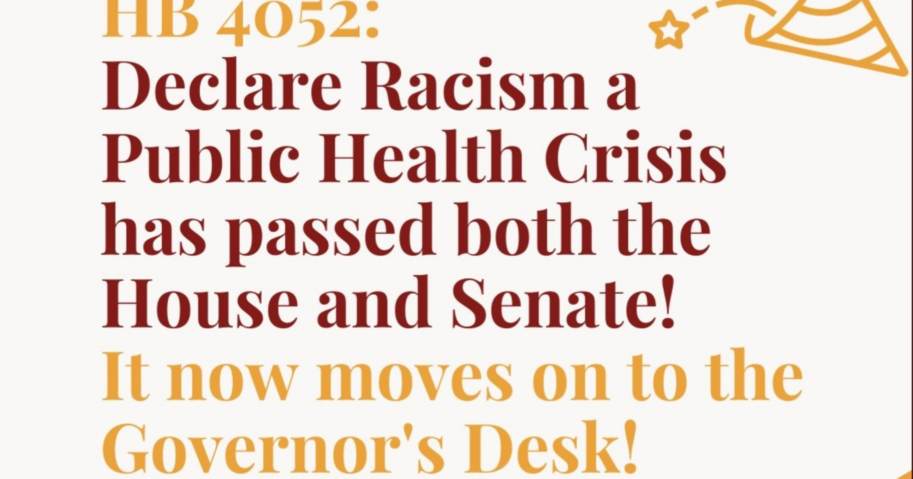 HB 4052:
Declare Racism a
Public Health Crisis
has passed both the
House and Senate!
It now moves on to the
Governor's Desk!